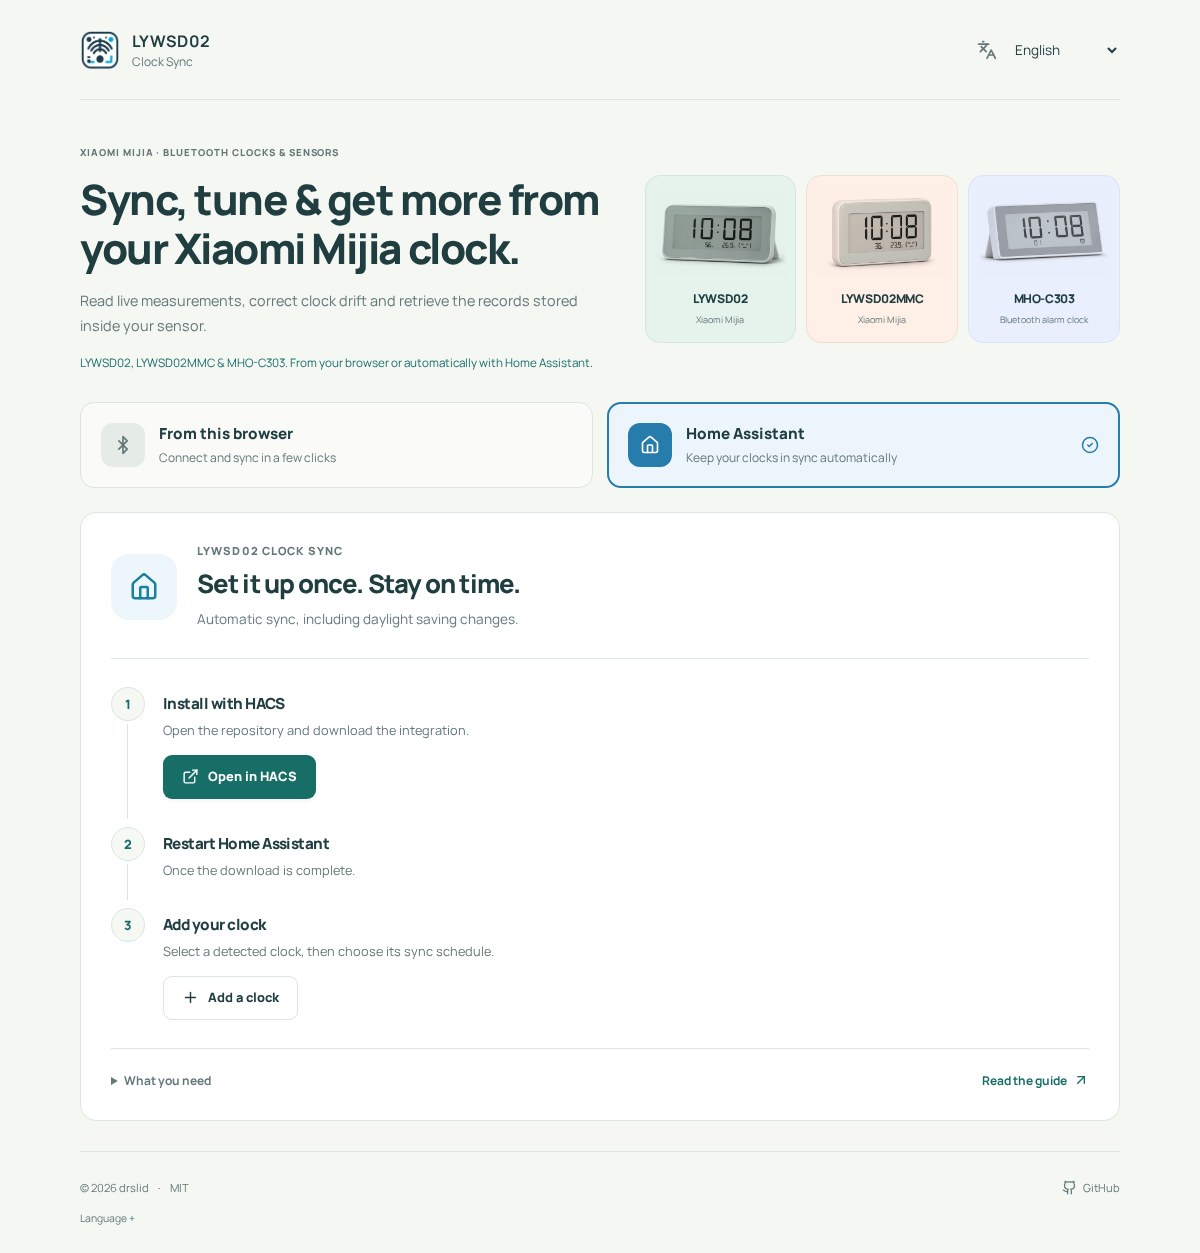 LYWSD02
Clock Sync
English
XIAOMI MIJIA · BLUETOOTH CLOCKS & SENSORS
Sync, tune & get more from
your Xiaomi Mijia clock.
Read live measurements, correct clock drift and retrieve the records stored
inside your sensor.
LYWSD02, LYWSD02MMC & MHO-C303. From your browser or automatically with Home Assistant.
10:08
LYWSD02
Xiaomi Mijia
10:08
LYWSD02MMC
Xiaomi Mijia
10:08
MHO-C303
Bluetooth alarm clock
From this browser
Connect and sync in a few clicks
Home Assistant
Keep your clocks in sync automatically
LYWSD02 CLOCK SYNC
Set it up once. Stay on time.
Automatic sync, including daylight saving changes.
1
Install with HACS
Open the repository and download the integration.
Open in HACS
2
Restart Home Assistant
Once the download is complete.
3
Add your clock
Select a detected clock, then choose its sync schedule.
Add a clock
What you need
Read the guide
© 2026 drslid · MIT
GitHub
Language +